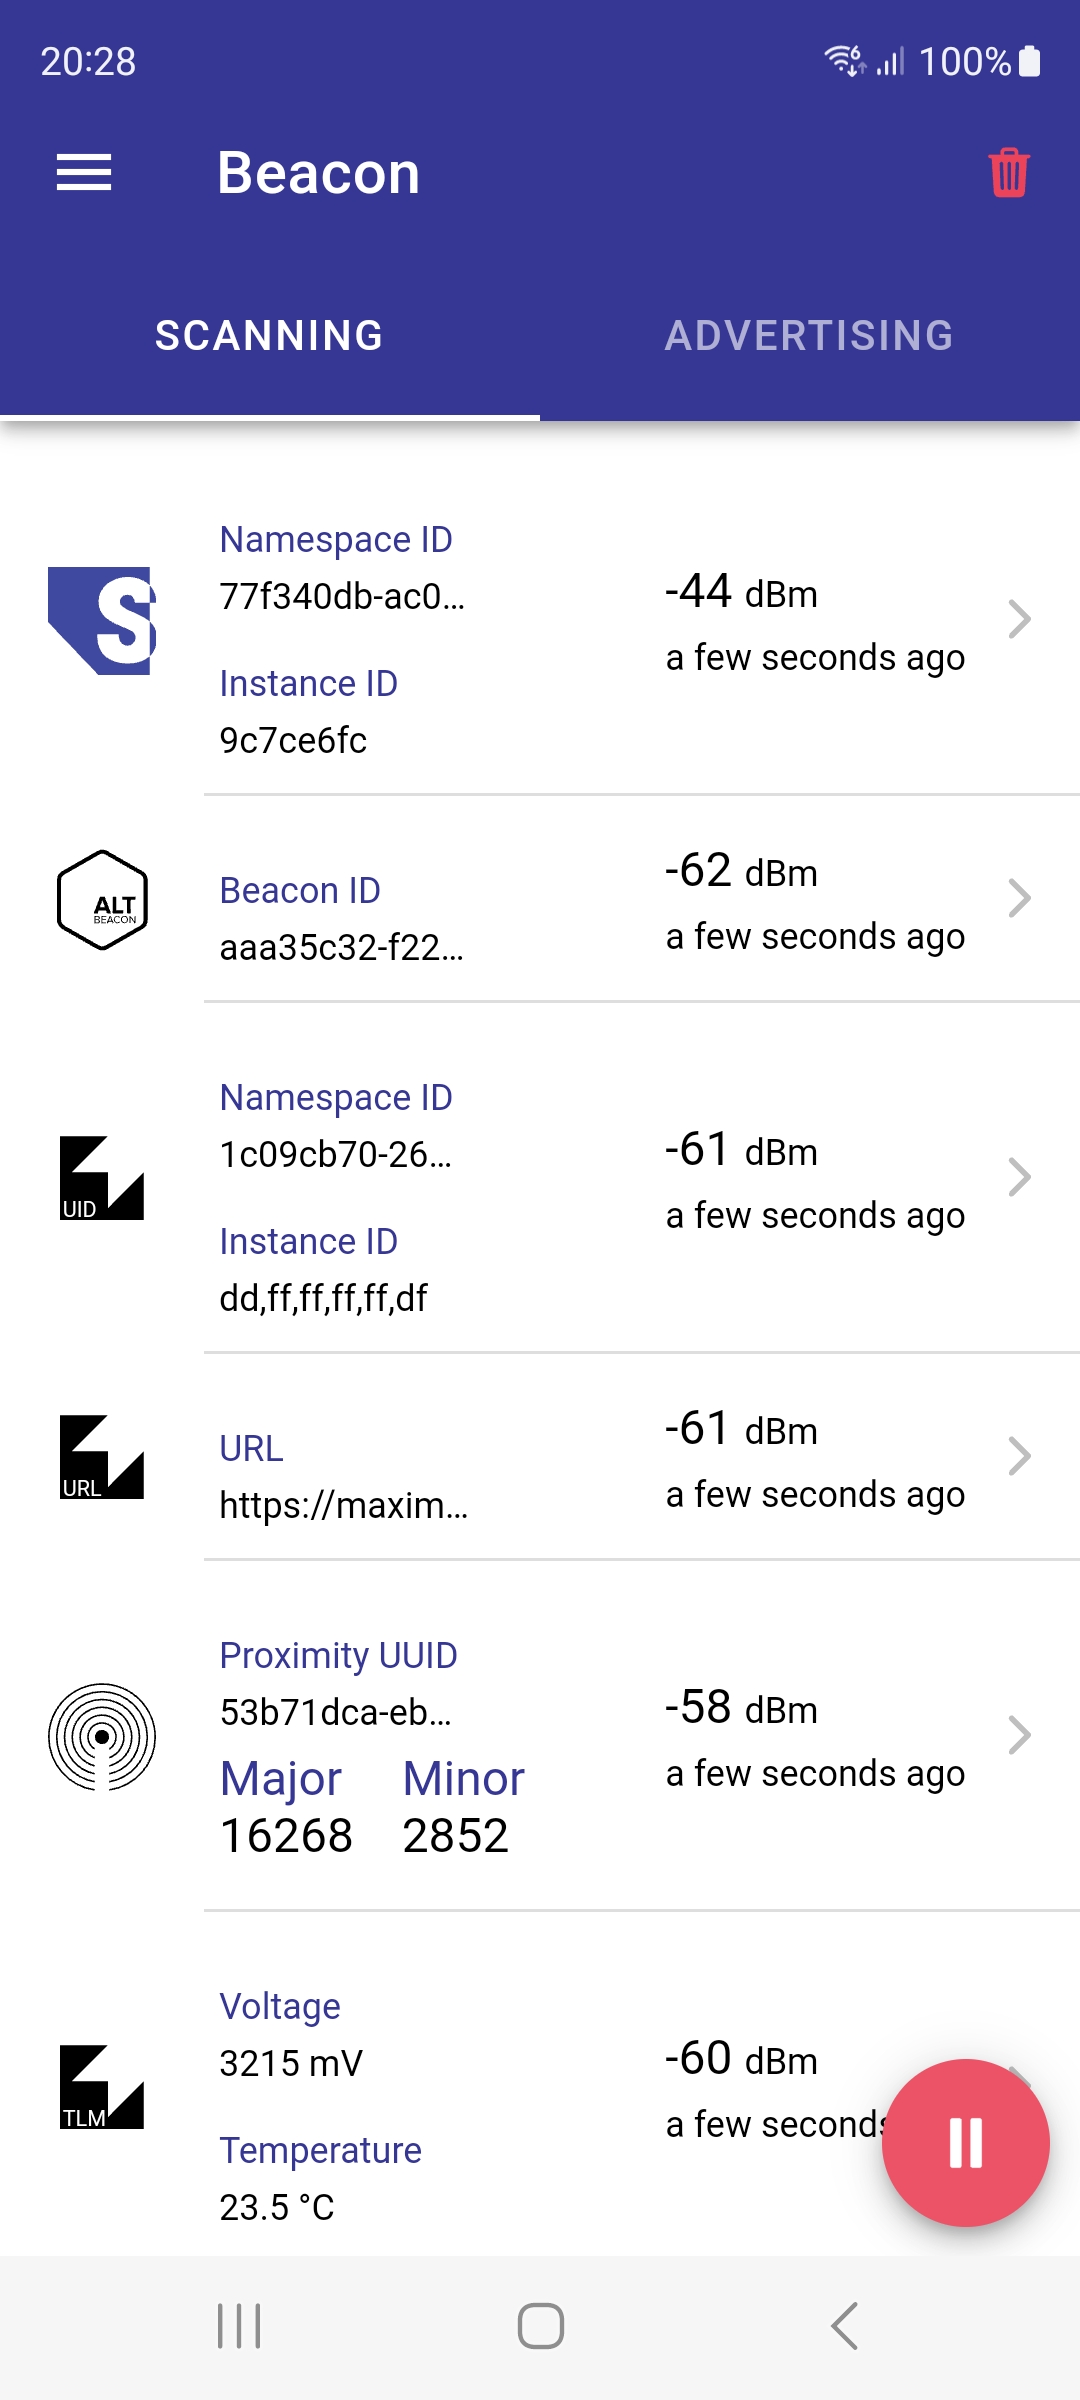 20:28
6 100%
Beacon
SCANNING ADVERTISING
Namespace ID
77f340db-ac0...
-44 dBm
a few seconds ago
Instance ID
9c7ce6fc
S
ALT
BEACON
Beacon ID
aaa35c32-f22...
-62 dBm
a few seconds ago
Namespace ID
1c09cb70-26...
-61 dBm
a few seconds ago
UID
Instance ID
dd,ff,ff,ff,ff,df
URL
URL
https://maxim...
-61 dBm
a few seconds ago
Proximity UUID
53b71dca-eb...
-58 dBm
a few seconds ago
Major Minor
16268 2852
Voltage
3215 mV
-60 dBm
a few seconds
TLM
Temperature
23.5 °C